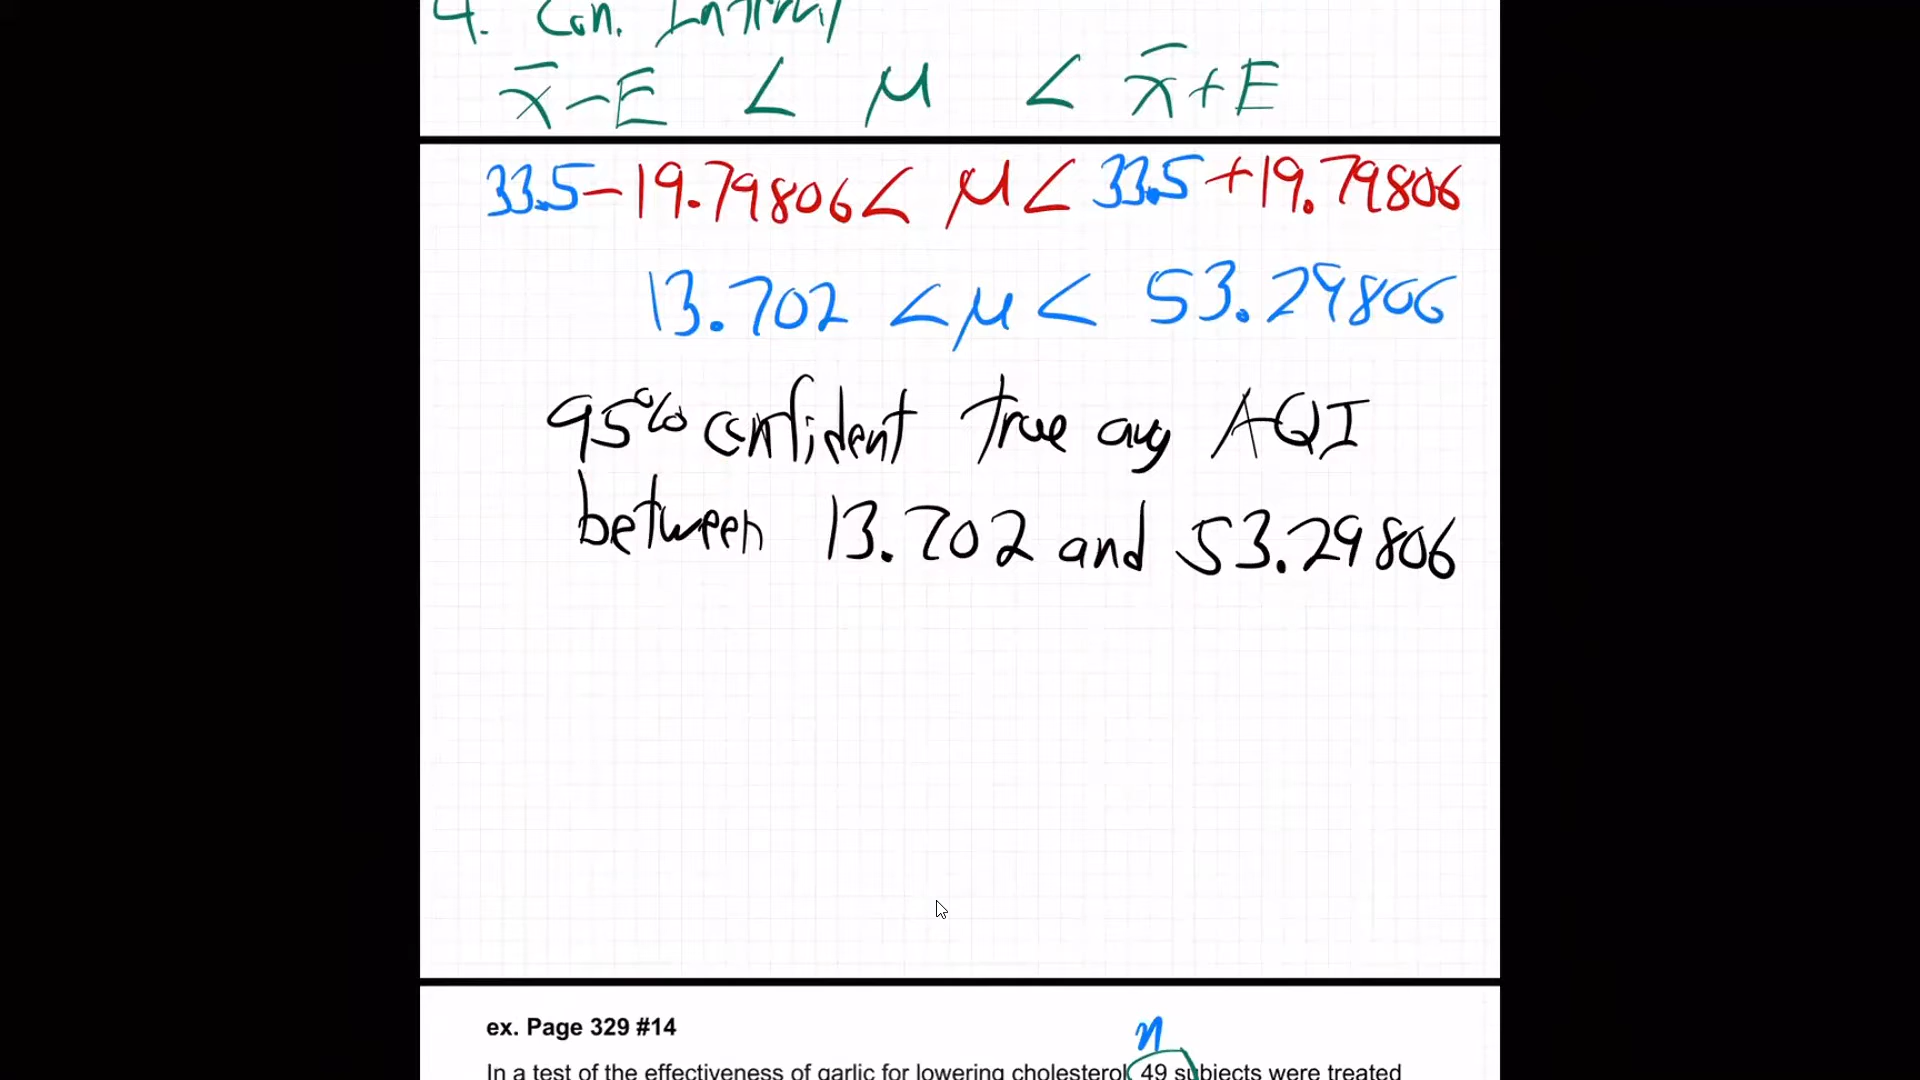 4. Con. Interval
x̄ − E < μ < x̄ + E
33.5 − 19.79806 < μ < 33.5 + 19.79806
13.702 < μ < 53.29806
95% confident true avg AQI
between 13.702 and 53.29806
ex. Page 329 #14
n
In a test of the effectiveness of garlic for lowering cholesterol, 49 subjects were treated